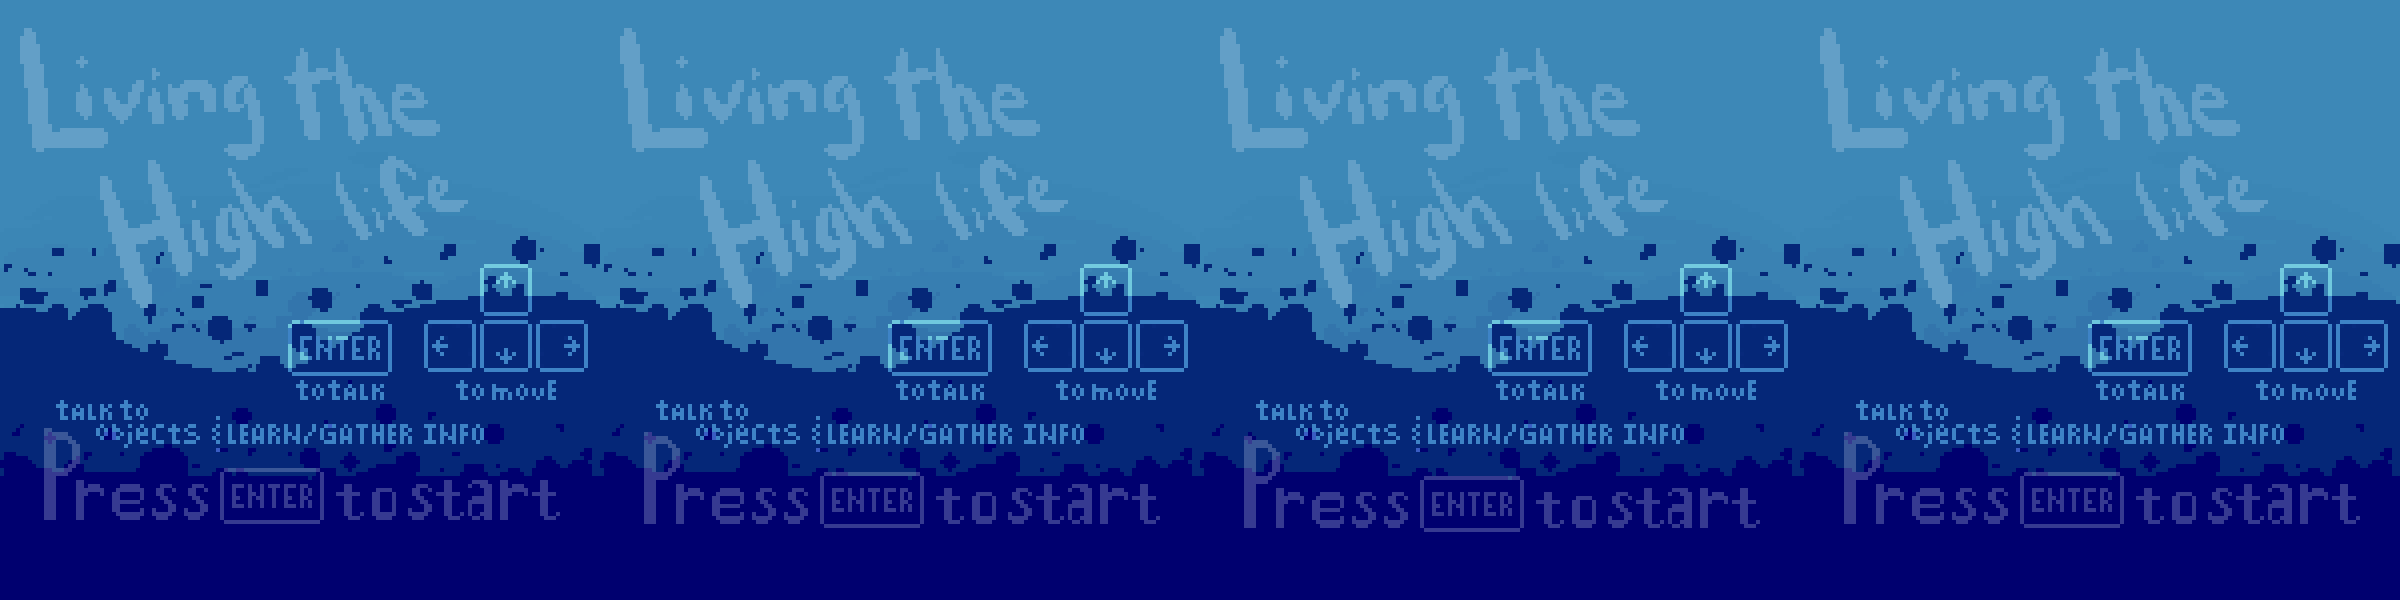 Living the Living the Living the Living the
High life High life High life High life
ENTER ← ↑ ↓ → ENTER ← ↑ ↓ → ENTER ← ↑ ↓ → ENTER ← ↑ ↓ →
to tALK to movE to tALK to movE to tALK to movE to tALK to movE
tALK to tALK to tALK to tALK to
objects & LEARN/GATHER INFO objects & LEARN/GATHER INFO objects & LEARN/GATHER INFO objects & LEARN/GATHER INFO
Press ENTER to start Press ENTER to start Press ENTER to start Press ENTER to start